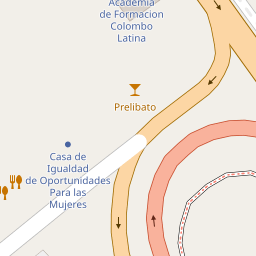 Academia
de Formacion
Colombo
Latina
Prelibato
Casa de
Igualdad
de Oportunidades
Para las
Mujeres